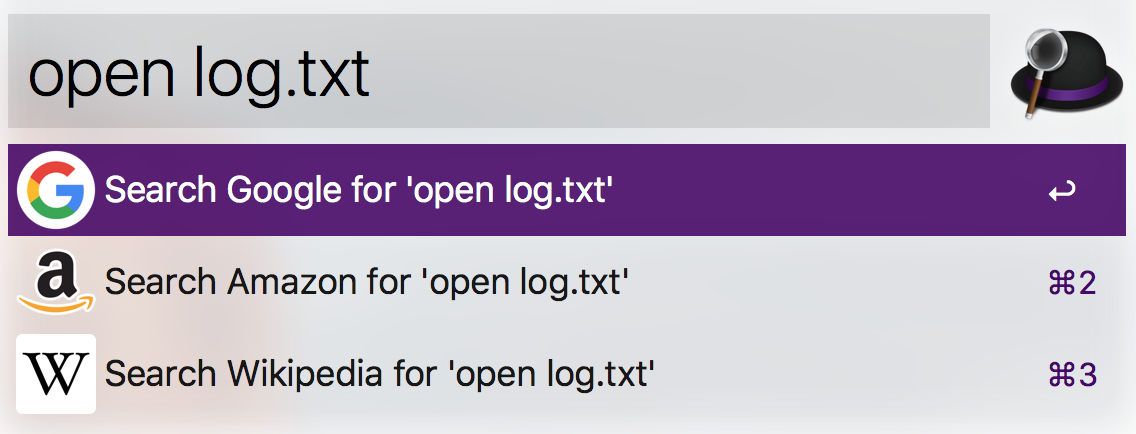 open log.txt
Search Google for 'open log.txt' ↩
Search Amazon for 'open log.txt' ⌘2
Search Wikipedia for 'open log.txt' ⌘3